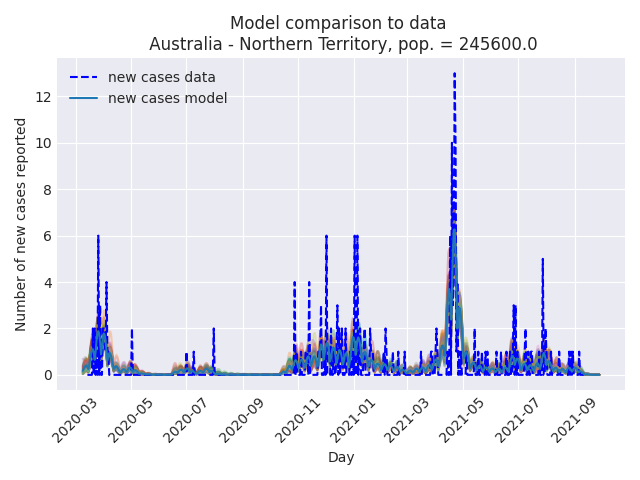 Model comparison to data
Australia - Northern Territory, pop. = 245600.0
new cases data
new cases model
Number of new cases reported
12
10
8
6
4
2
0
2020-03
2020-05
2020-07
2020-09
2020-11
2021-01
2021-03
2021-05
2021-07
2021-09
Day